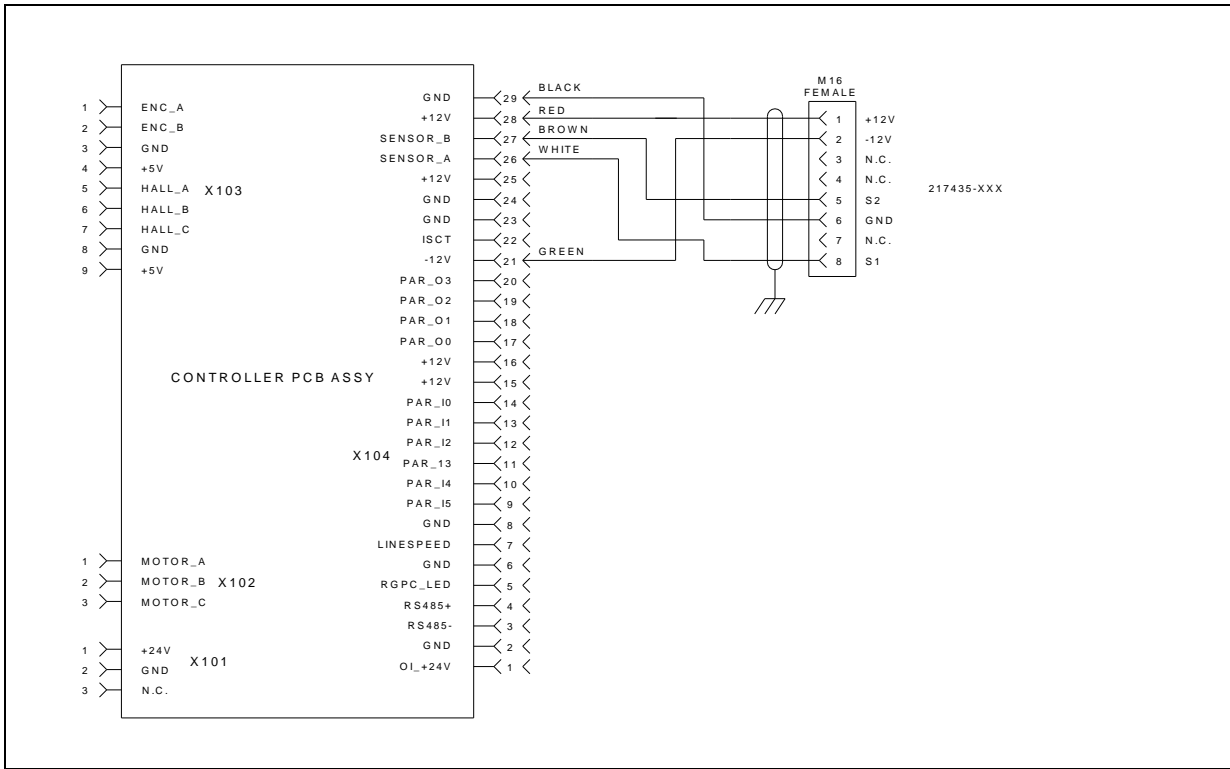 M16
FEMALE
1 ENC_A
2 ENC_B
3 GND
4 +5V
5 HALL_A
6 HALL_B
7 HALL_C
8 GND
9 +5V
X103
CONTROLLER PCB ASSY
X104
1 MOTOR_A
2 MOTOR_B
3 MOTOR_C
X102
1 +24V
2 GND
3 N.C.
X101
GND 29 BLACK
+12V 28 RED
SENSOR_B 27 BROWN
SENSOR_A 26 WHITE
+12V 25
GND 24
GND 23
ISCT 22
-12V 21 GREEN
PAR_O3 20
PAR_O2 19
PAR_O1 18
PAR_O0 17
+12V 16
+12V 15
PAR_I0 14
PAR_I1 13
PAR_I2 12
PAR_13 11
PAR_I4 10
PAR_I5 9
GND 8
LINESPEED 7
GND 6
RGPC_LED 5
RS485+ 4
RS485- 3
GND 2
OI_+24V 1
1 +12V
2 -12V
3 N.C.
4 N.C.
5 S2
6 GND
7 N.C.
8 S1
217435-XXX